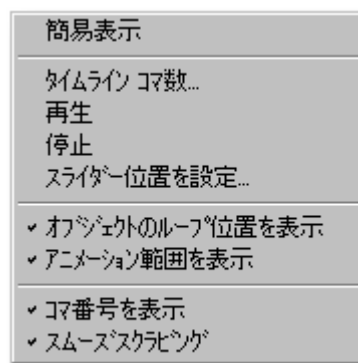 簡易表示
ﾀｲﾑﾗｲﾝ ｺﾏ数...
再生
停止
ｽﾗｲﾀﾞｰ位置を設定...
✓ ｵﾌﾞｼﾞｪｸﾄのﾙｰﾌﾟ位置を表示
✓ ｱﾆﾒｰｼｮﾝ範囲を表示
✓ ｺﾏ番号を表示
✓ ｽﾑｰｽﾞｽｸﾗﾋﾞﾝｸﾞ